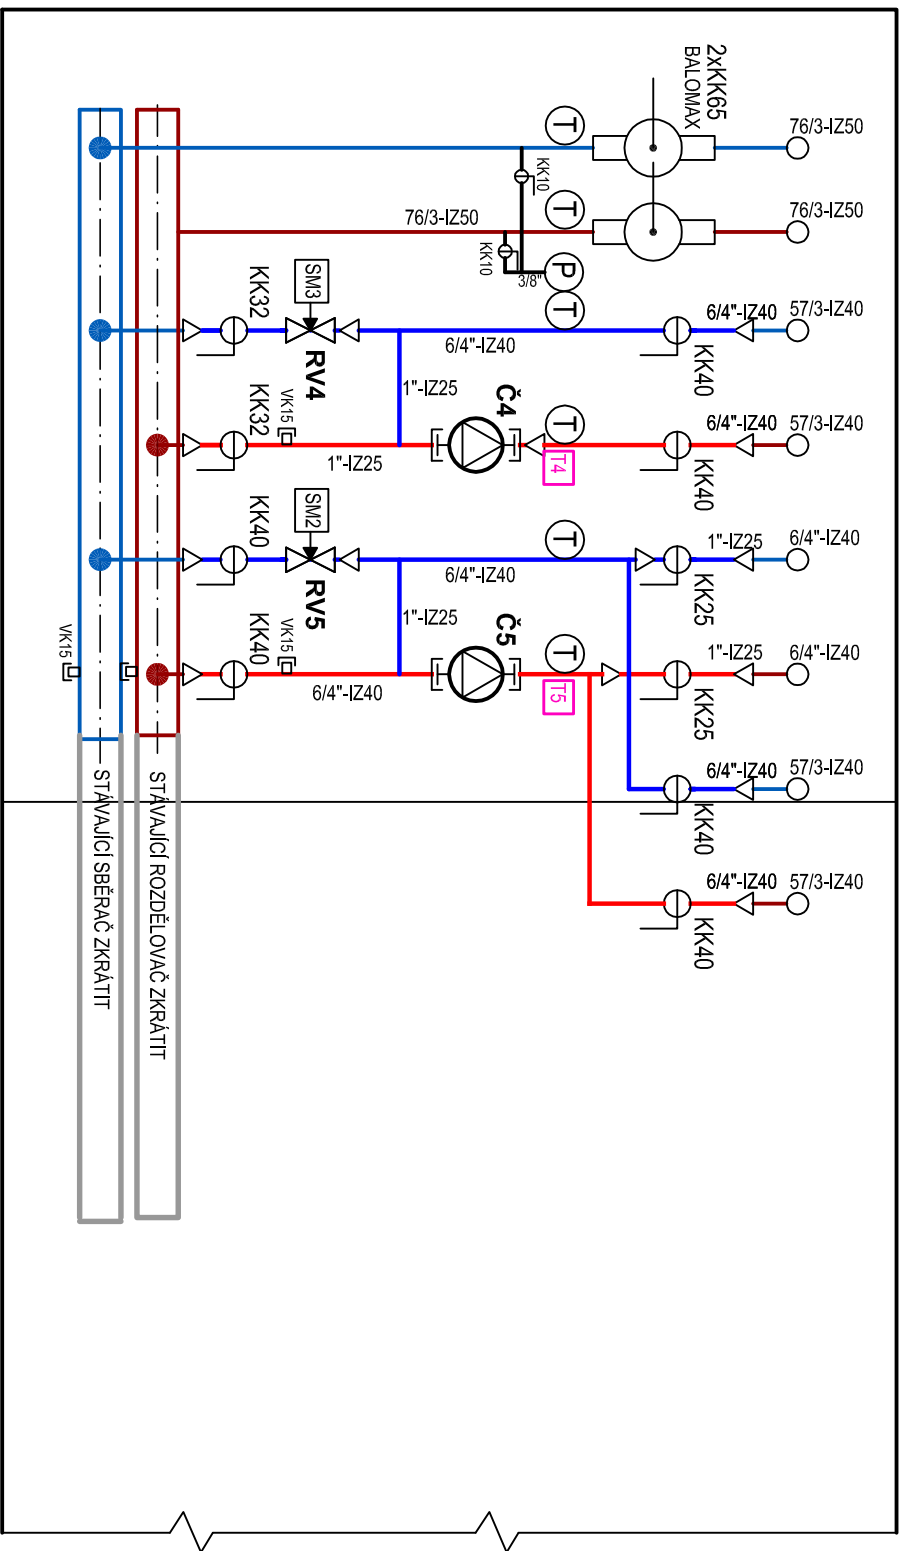 2xKK65
BALOMAX
76/3-IZ50
T
KK10
76/3-IZ50
76/3-IZ50
T
KK10
3/8"
P
T
SM3
KK32
RV4
6/4"-IZ40
6/4"-IZ40
57/3-IZ40
KK40
1"-IZ25
KK32
VK15
1"-IZ25
Č4
T
T4
6/4"-IZ40
57/3-IZ40
KK40
SM2
KK40
RV5
6/4"-IZ40
T
1"-IZ25
6/4"-IZ40
KK25
1"-IZ25
VK15
KK40
VK15
6/4"-IZ40
Č5
T
T5
1"-IZ25
6/4"-IZ40
KK25
6/4"-IZ40
57/3-IZ40
KK40
6/4"-IZ40
57/3-IZ40
KK40
STÁVAJÍCÍ SBĚRAČ ZKRÁTIT
STÁVAJÍCÍ ROZDĚLOVAČ ZKRÁTIT